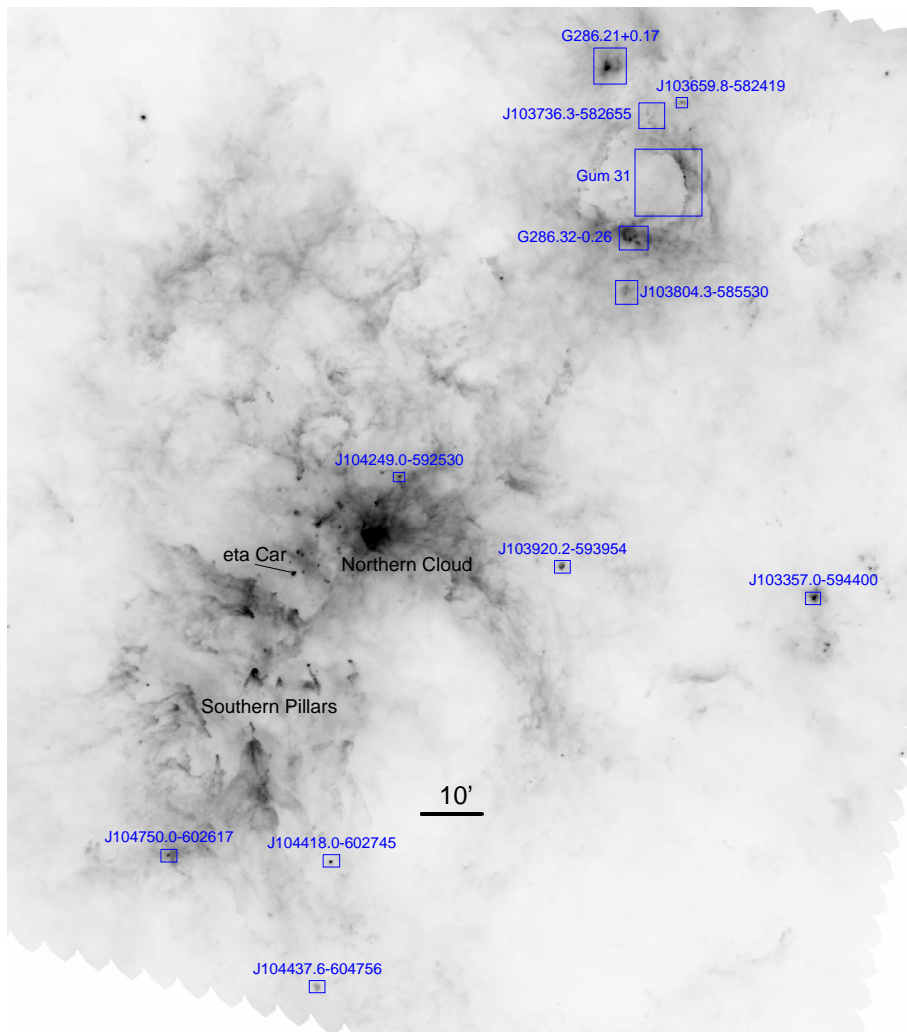 G286.21+0.17
J103659.8-582419
J103736.3-582655
Gum 31
G286.32-0.26
J103804.3-585530
J104249.0-592530
J103920.2-593954
eta Car
Northern Cloud
J103357.0-594400
Southern Pillars
10’
J104750.0-602617
J104418.0-602745
J104437.6-604756